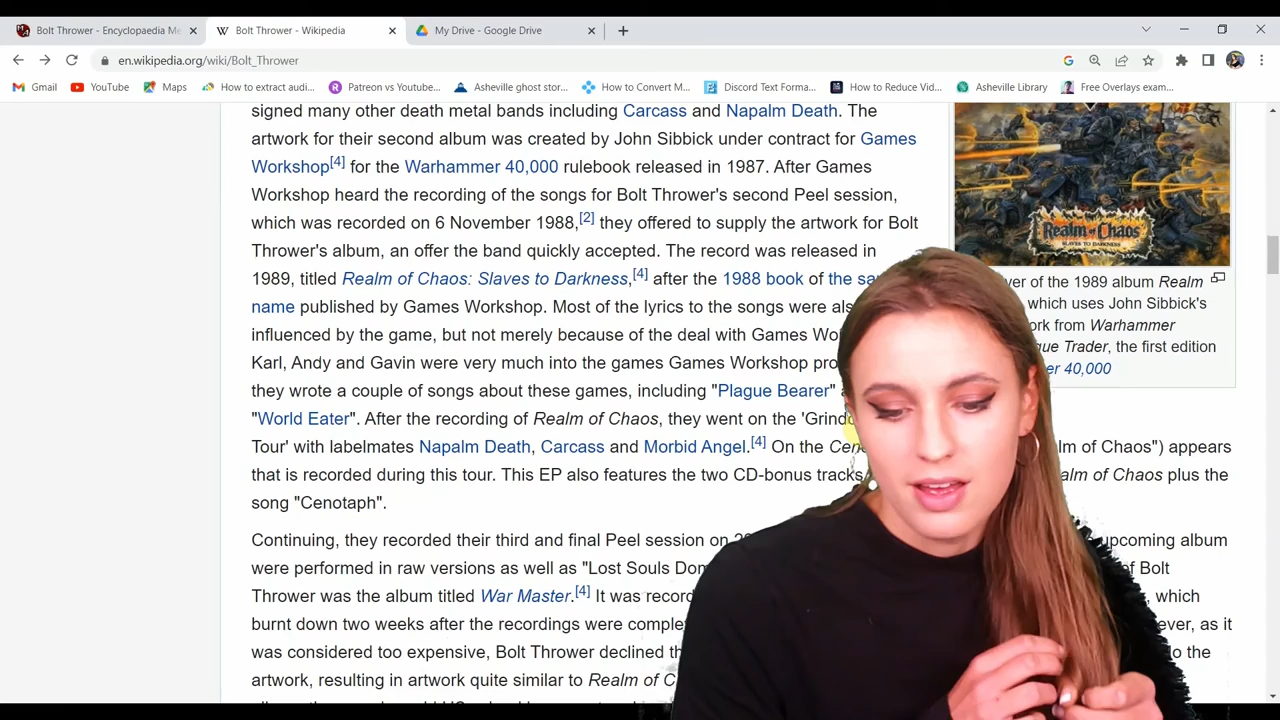 Bolt Thrower - Encyclopaedia Me
Bolt Thrower - Wikipedia
My Drive - Google Drive
en.wikipedia.org/wiki/Bolt_Thrower
Gmail
YouTube
Maps
How to extract audi...
Patreon vs Youtube...
Asheville ghost stor...
How to Convert M...
Discord Text Forma...
How to Reduce Vid...
Asheville Library
Free Overlays exam...
signed many other death metal bands including Carcass and Napalm Death. The
artwork for their second album was created by John Sibbick under contract for Games
Workshop[4] for the Warhammer 40,000 rulebook released in 1987. After Games
Workshop heard the recording of the songs for Bolt Thrower's second Peel session,
which was recorded on 6 November 1988,[2] they offered to supply the artwork for Bolt
Thrower's album, an offer the band quickly accepted. The record was released in
1989, titled Realm of Chaos: Slaves to Darkness,[4] after the 1988 book of the
name published by Games Workshop. Most of the lyrics to the songs were
influenced by the game, but not merely because of the deal with Games
Karl, Andy and Gavin were very much into the games Games Workshop
they wrote a couple of songs about these games, including "Plague Bearer"
"World Eater". After the recording of Realm of Chaos, they went on the
Tour' with labelmates Napalm Death, Carcass and Morbid Angel.[4] On the lm of Chaos") appears
that is recorded during this tour. This EP also features the two CD-bonus tracks alm of Chaos plus the
song "Cenotaph".
Continuing, they recorded their third and final Peel session on upcoming album
were performed in raw versions as well as "Lost Souls of Bolt
Thrower was the album titled War Master.[4] It was , which
burnt down two weeks after the recordings were ever, as it
was considered too expensive, Bolt Thrower declined o the
artwork, resulting in artwork quite similar to Realm of
Realm of Chaos
SLAVES TO DARKNESS
ver of the 1989 album Realm
, which uses John Sibbick's
ork from Warhammer
gue Trader, the first edition
er 40,000